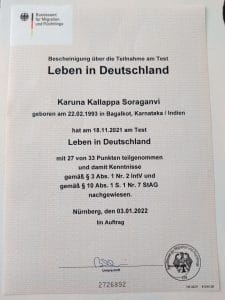 Bundesamt
für Migration
und Flüchtlinge
Bescheinigung über die Teilnahme am Test
Leben in Deutschland
Karuna Kallappa Soraganvi
geboren am 22.02.1993 in Bagalkot, Karnataka / Indien
hat am 18.11.2021 am Test
Leben in Deutschland
mit 27 von 33 Punkten teilgenommen
und damit Kenntnisse
gemäß § 3 Abs. 1 Nr. 2 IntV und
gemäß § 10 Abs. 1 S. 1 Nr. 7 StAG
nachgewiesen.
Nürnberg, den 03.01.2022
Im Auftrag
Unterschrift
2726892